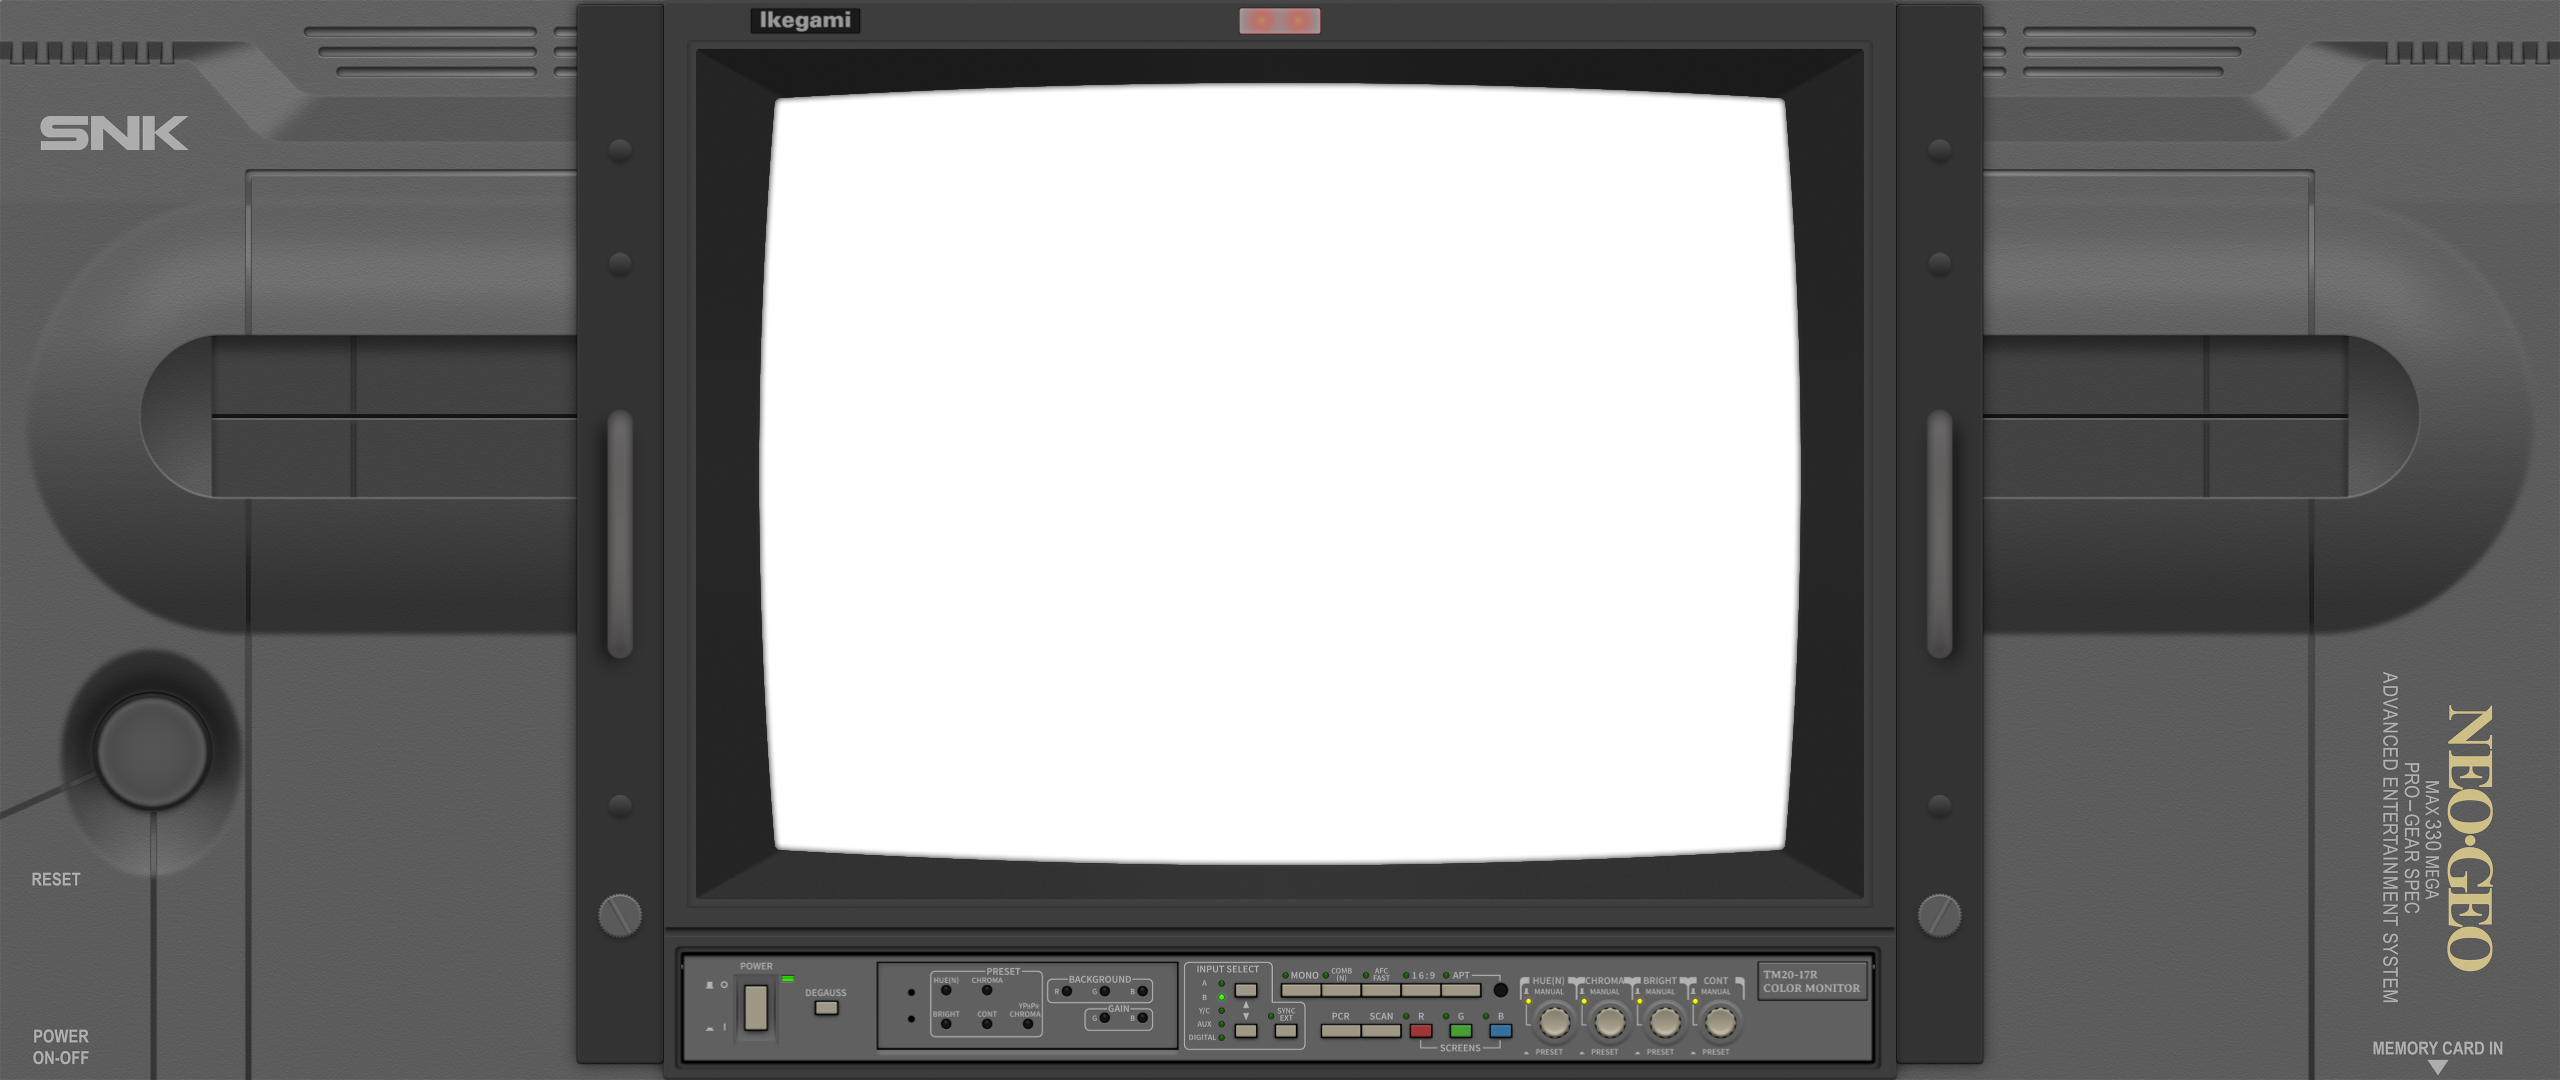 Ikegami
SNK
RESET
POWER
ON-OFF
NEO·GEO
MAX 330 MEGA
PRO-GEAR SPEC
ADVANCED ENTERTAINMENT SYSTEM
MEMORY CARD IN
POWER
DEGAUSS
PRESET
HUE(N) CHROMA
BRIGHT CONT YPBPR CHROMA
BACKGROUND
R G B
GAIN
G B
INPUT SELECT
A
B
Y/C
AUX
DIGITAL
SYNC
EXT
MONO COMB (N) AFC FAST 16:9 APT
PCR SCAN R G B
SCREENS
HUE(N) CHROMA BRIGHT CONT
MANUAL MANUAL MANUAL MANUAL
PRESET PRESET PRESET PRESET
TM20-17R
COLOR MONITOR